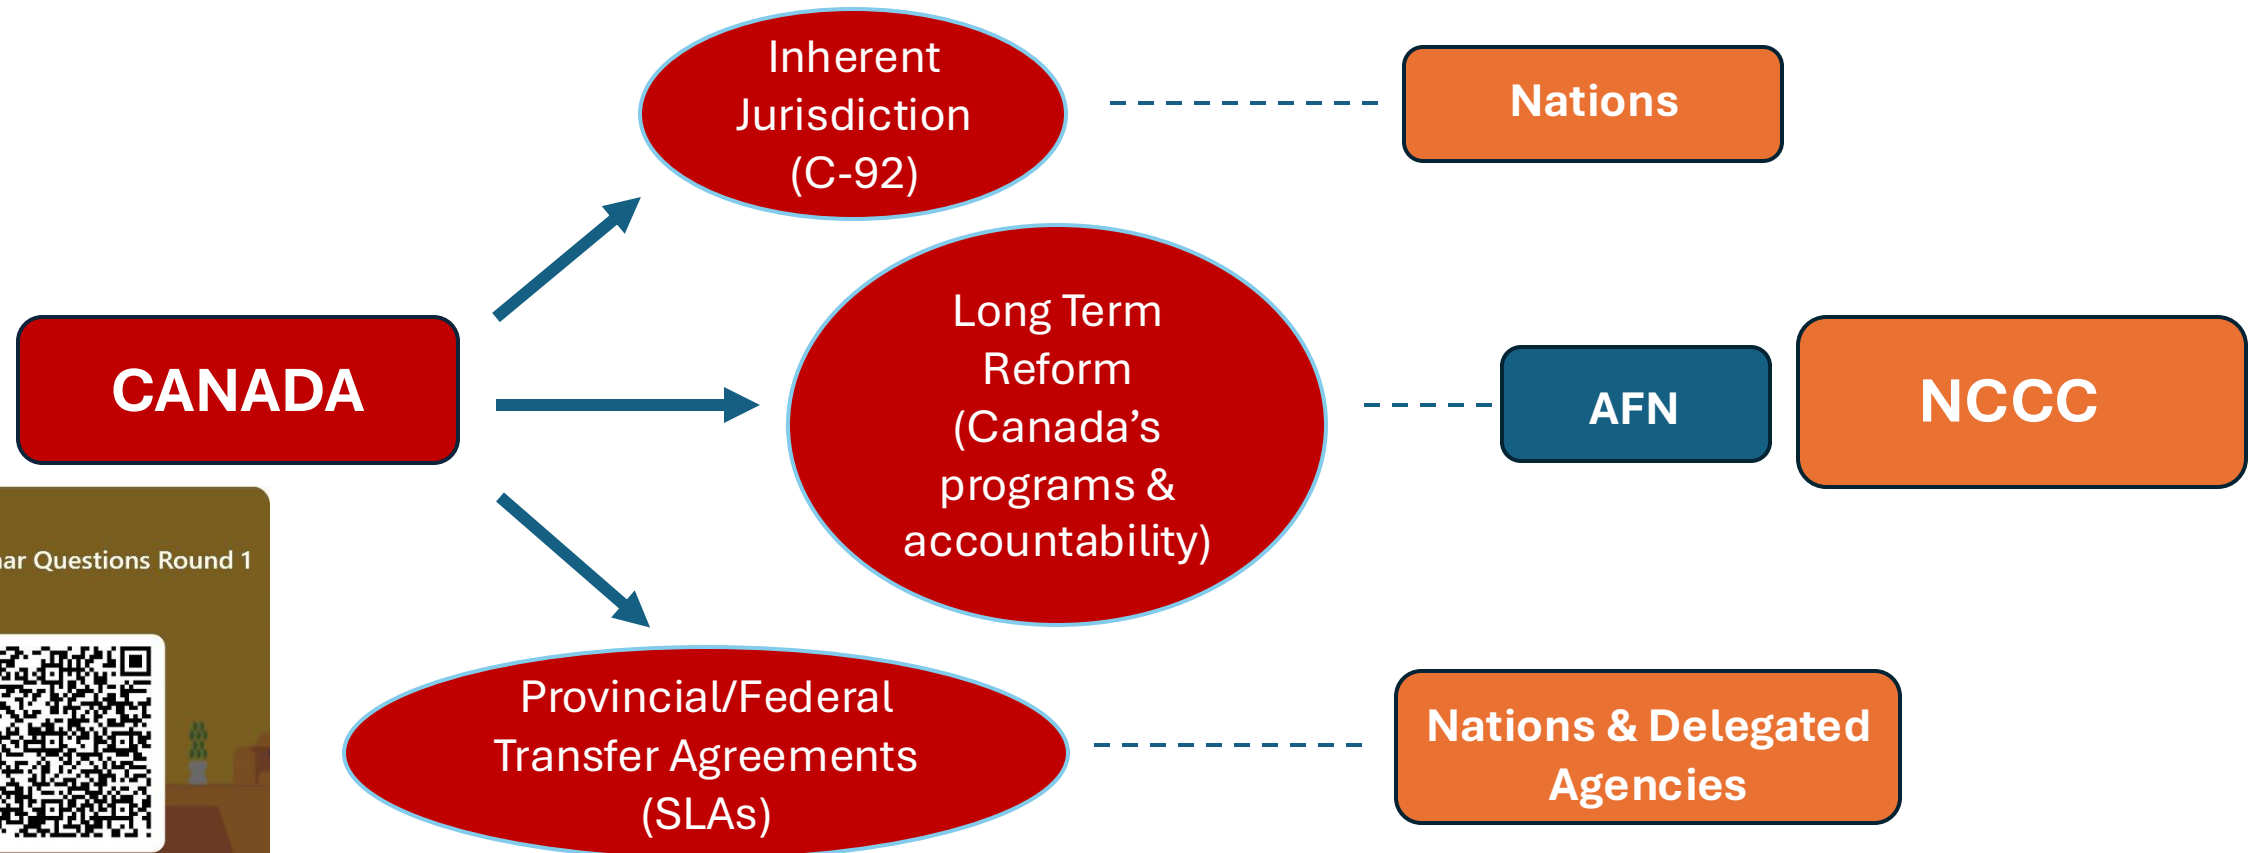 Inherent
Jurisdiction
(C-92)
Nations
CANADA
Long Term
Reform
(Canada’s
programs &
accountability)
AFN
NCCC
Questions Round 1
Provincial/Federal
Transfer Agreements
(SLAs)
Nations & Delegated
Agencies